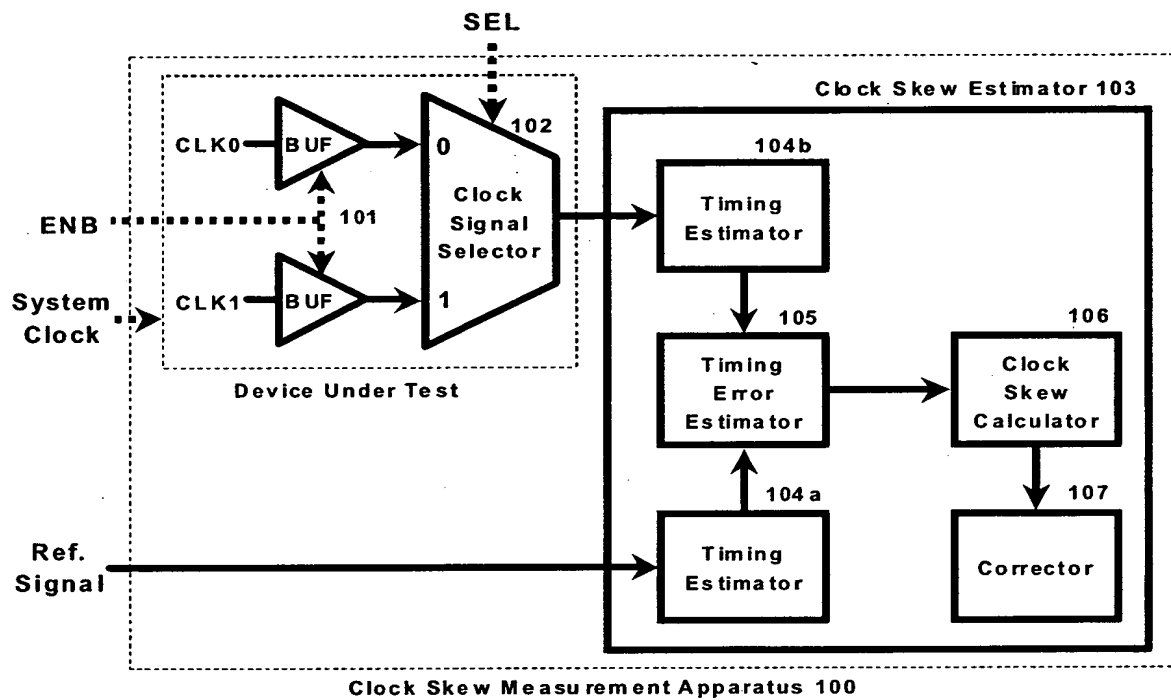 SEL
Clock Skew Estimator 103
CLK0
BUF
0
102
104b
ENB
101
Clock
Signal
Selector
Timing
Estimator
System
Clock
CLK1
BUF
1
105
106
Device Under Test
Timing
Error
Estimator
Clock
Skew
Calculator
104a
107
Ref.
Signal
Timing
Estimator
Corrector
Clock Skew Measurement Apparatus 100